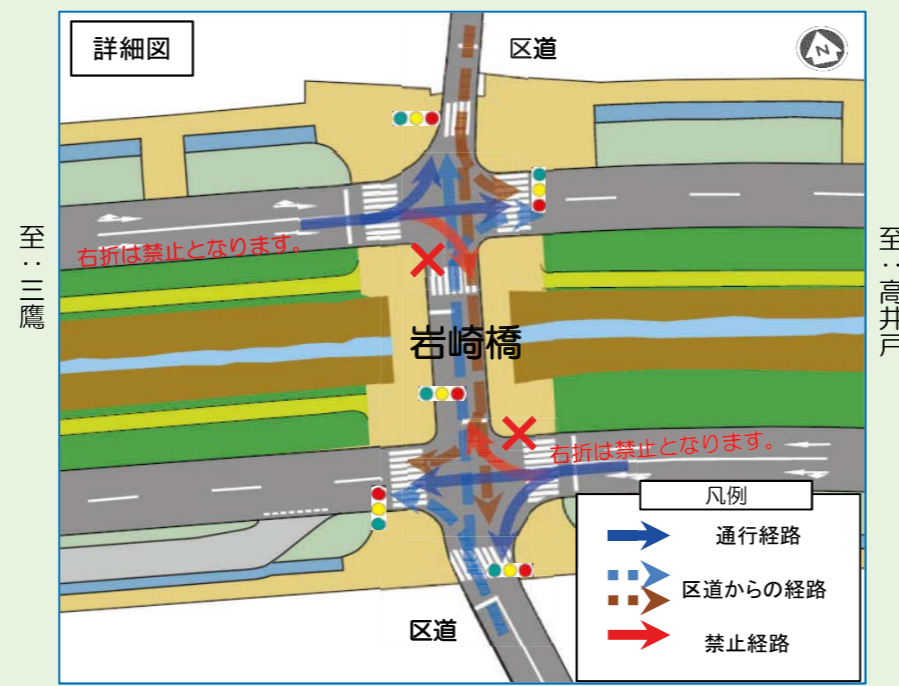 詳細図
区道
N
至：三鷹
右折は禁止となります。
至：高井戸
岩崎橋
右折は禁止となります。
凡例
通行経路
区道からの経路
禁止経路
区道